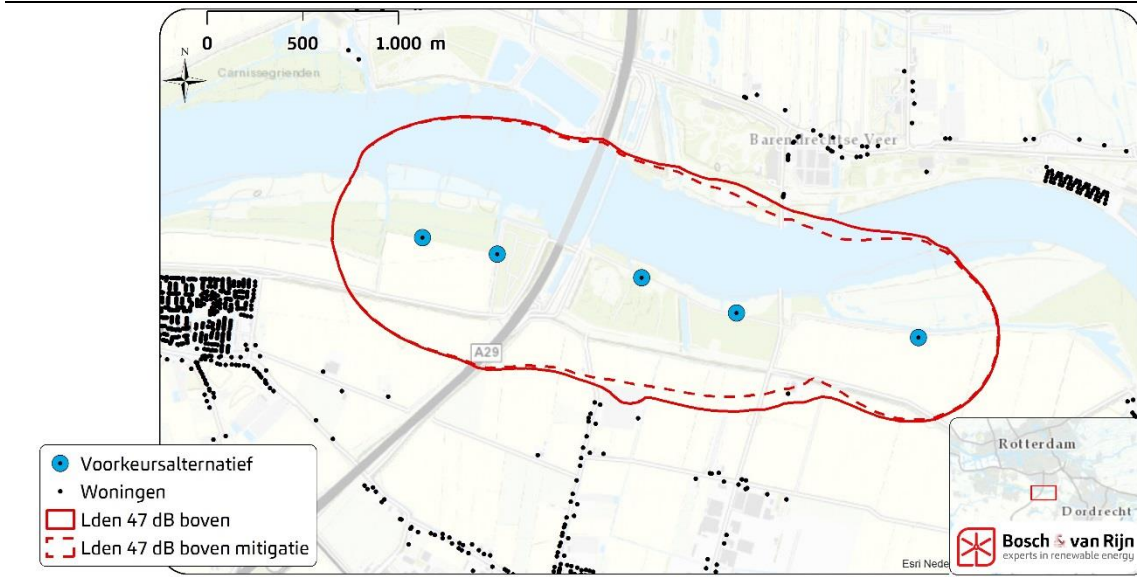 0 500 1.000 m
N
Carnissegrienden
Barendrechtse Veer
A29
Voorkeursalternatief
Woningen
Lden 47 dB boven
Lden 47 dB boven mitigatie
Rotterdam
Dordrecht
Bosch & van Rijn
experts in renewable energy
Esri Nede